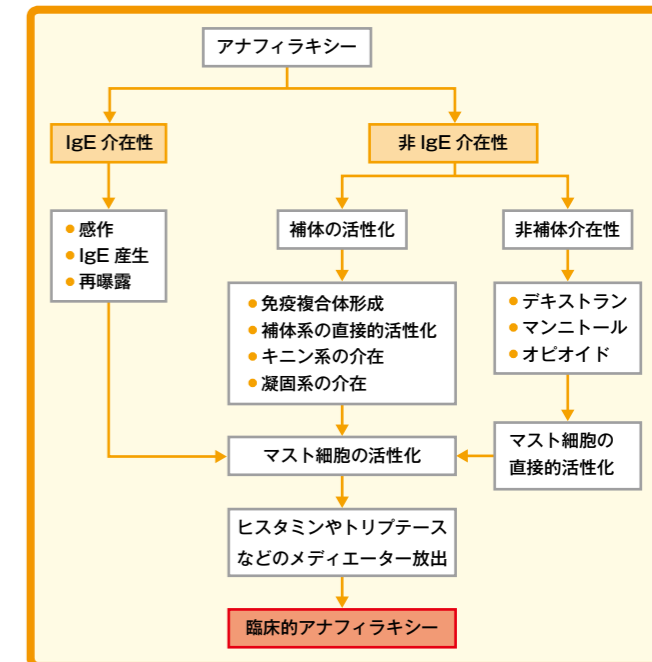 アナフィラキシー
IgE 介在性
非 IgE 介在性
●感作
●IgE 産生
●再曝露
補体の活性化
非補体介在性
●免疫複合体形成
●補体系の直接的活性化
●キニン系の介在
●凝固系の介在
●デキストラン
●マンニトール
●オピオイド
マスト細胞の活性化
マスト細胞の
直接的活性化
ヒスタミンやトリプテース
などのメディエーター放出
臨床的アナフィラキシー